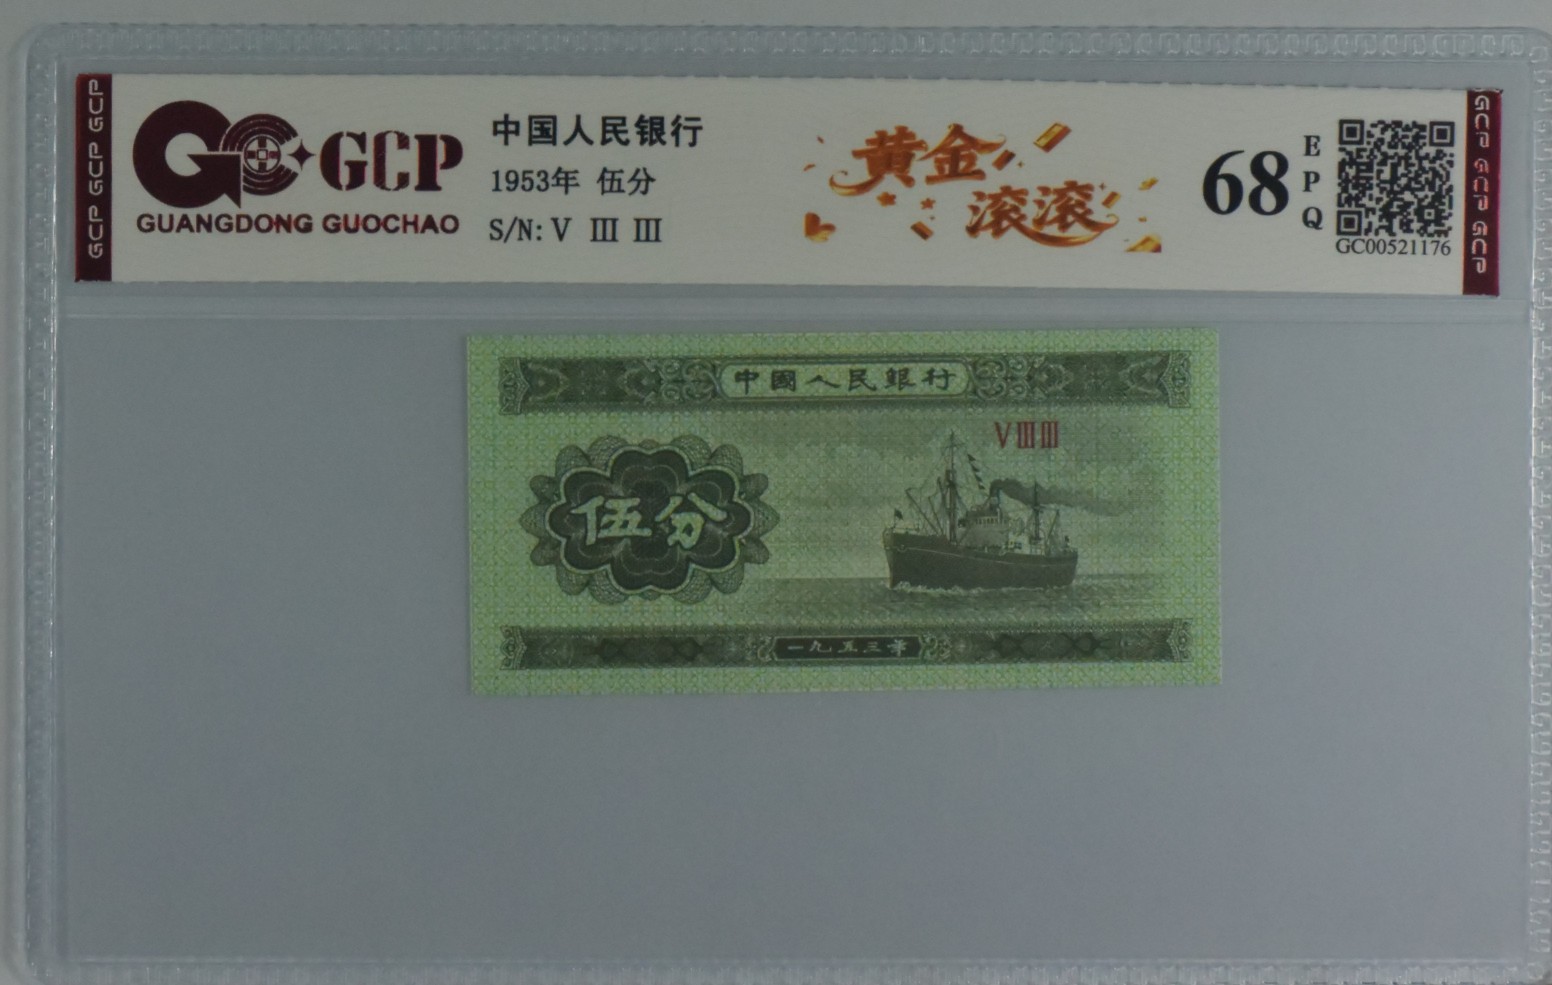 GCP GCP GCP
GCP
GUANGDONG GUOCHAO
中国人民银行
1953年 伍分
S/N: V Ⅲ Ⅲ
黄金
滚滚
68
EPQ
GC00521176
GCP GCP GCP
中國人民銀行
VⅢⅢ
伍分
一九五三年